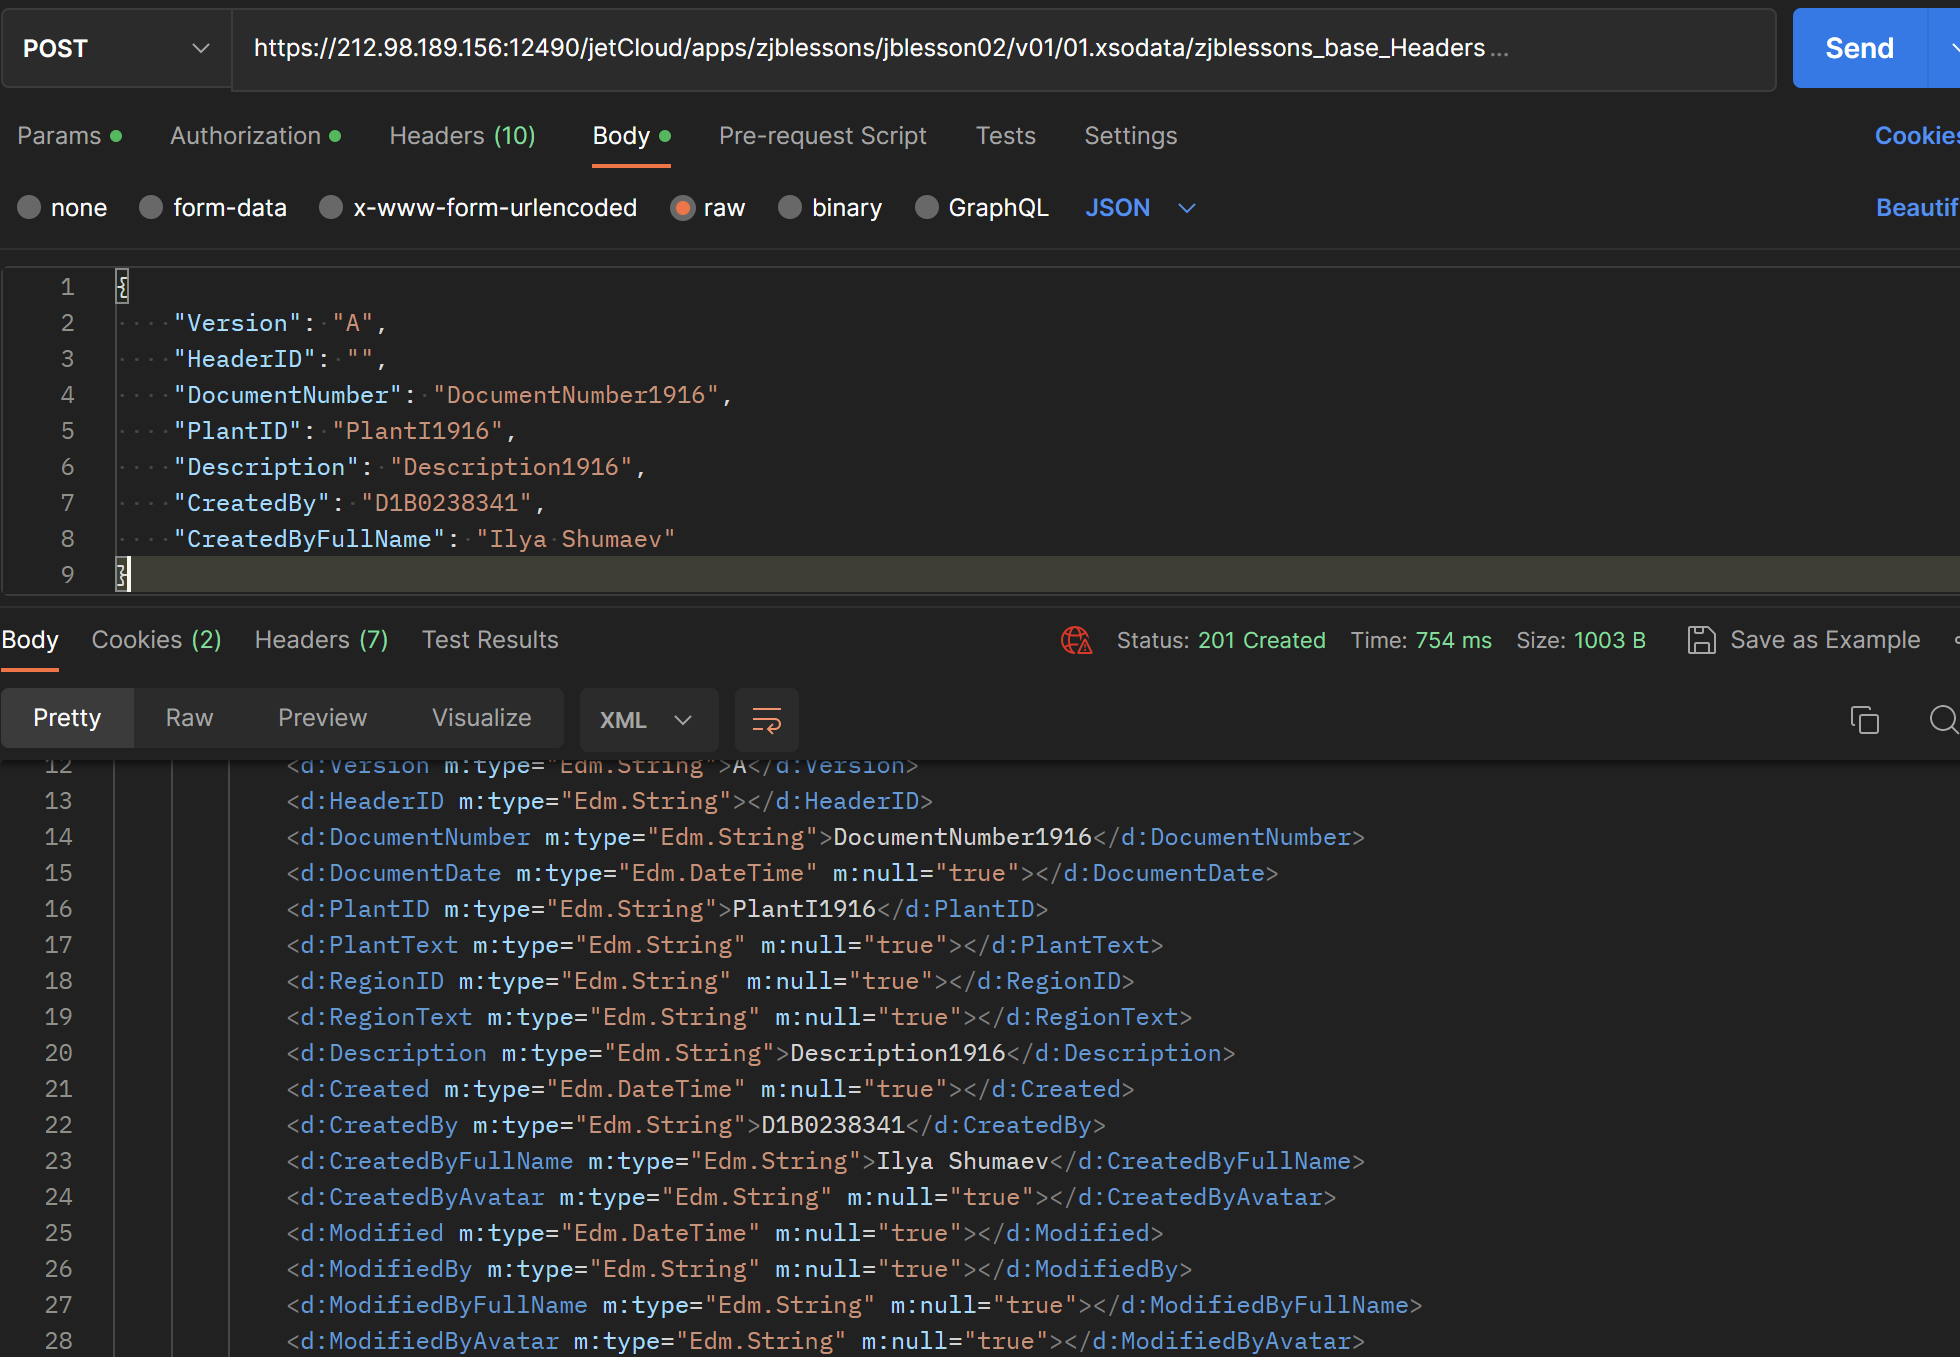 POST https://212.98.189.156:12490/jetCloud/apps/zjblessons/jblesson02/v01/01.xsodata/zjblessons_base_Headers ... Send
Params Authorization Headers (10) Body Pre-request Script Tests Settings Cookies
none form-data x-www-form-urlencoded raw binary GraphQL JSON Beautif
1 {
2 "Version": "A",
3 "HeaderID": "",
4 "DocumentNumber": "DocumentNumber1916",
5 "PlantID": "PlantI1916",
6 "Description": "Description1916",
7 "CreatedBy": "D1B0238341",
8 "CreatedByFullName": "Ilya Shumaev"
9 }
Body Cookies (2) Headers (7) Test Results Status: 201 Created Time: 754 ms Size: 1003 B Save as Example
Pretty Raw Preview Visualize XML
12 <d:Version m:type="Edm.String">A</d:Version>
13 <d:HeaderID m:type="Edm.String"></d:HeaderID>
14 <d:DocumentNumber m:type="Edm.String">DocumentNumber1916</d:DocumentNumber>
15 <d:DocumentDate m:type="Edm.DateTime" m:null="true"></d:DocumentDate>
16 <d:PlantID m:type="Edm.String">PlantI1916</d:PlantID>
17 <d:PlantText m:type="Edm.String" m:null="true"></d:PlantText>
18 <d:RegionID m:type="Edm.String" m:null="true"></d:RegionID>
19 <d:RegionText m:type="Edm.String" m:null="true"></d:RegionText>
20 <d:Description m:type="Edm.String">Description1916</d:Description>
21 <d:Created m:type="Edm.DateTime" m:null="true"></d:Created>
22 <d:CreatedBy m:type="Edm.String">D1B0238341</d:CreatedBy>
23 <d:CreatedByFullName m:type="Edm.String">Ilya Shumaev</d:CreatedByFullName>
24 <d:CreatedByAvatar m:type="Edm.String" m:null="true"></d:CreatedByAvatar>
25 <d:Modified m:type="Edm.DateTime" m:null="true"></d:Modified>
26 <d:ModifiedBy m:type="Edm.String" m:null="true"></d:ModifiedBy>
27 <d:ModifiedByFullName m:type="Edm.String" m:null="true"></d:ModifiedByFullName>
28 <d:ModifiedByAvatar m:type="Edm.String" m:null="true"></d:ModifiedByAvatar>